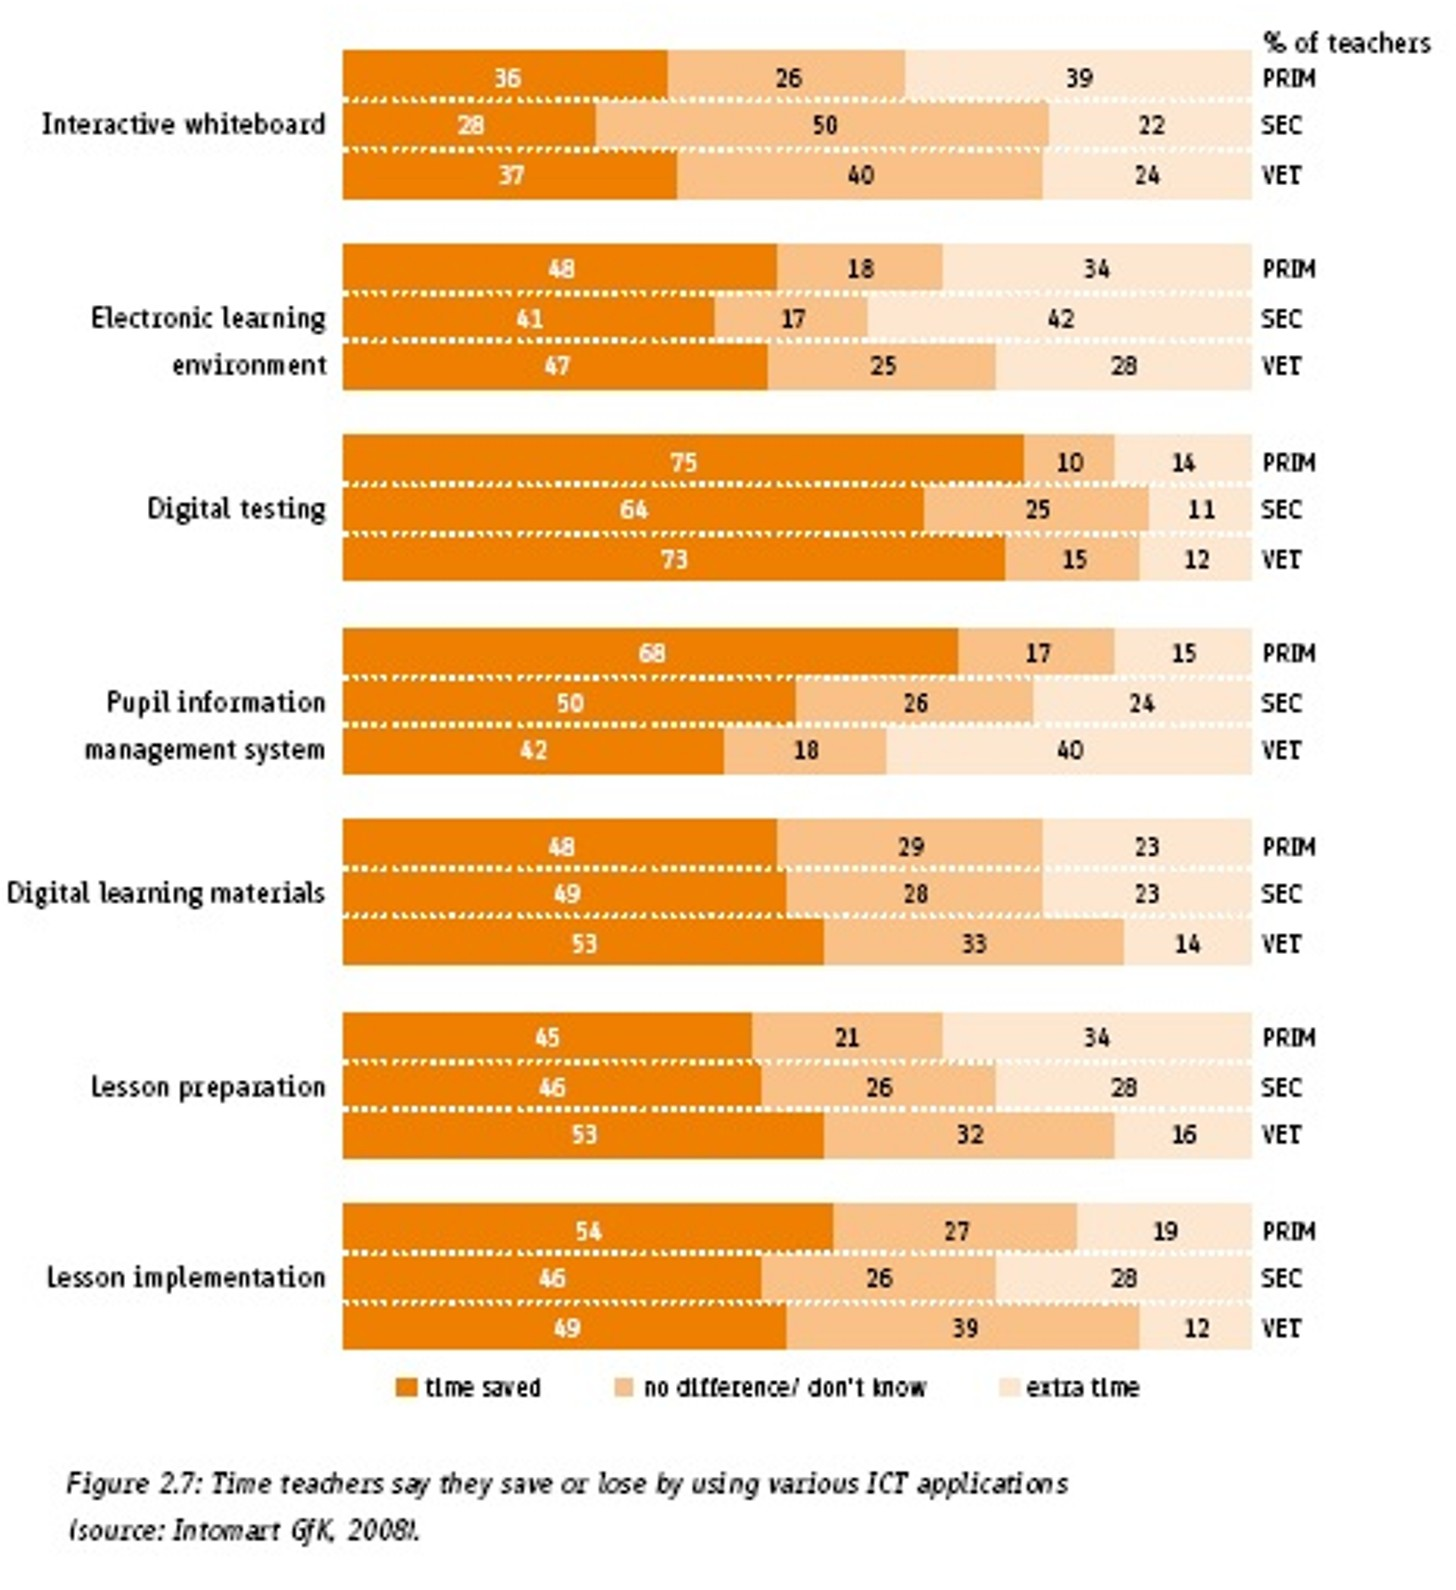 % of teachers
36 26 39 PRIM
Interactive whiteboard 28 50 22 SEC
37 40 24 VET
48 18 34 PRIM
Electronic learning 41 17 42 SEC
environment 47 25 28 VET
75 10 14 PRIM
Digital testing 64 25 11 SEC
73 15 12 VET
68 17 15 PRIM
Pupil information 50 26 24 SEC
management system 42 18 40 VET
48 29 23 PRIM
Digital learning materials 49 28 23 SEC
53 33 14 VET
45 21 34 PRIM
Lesson preparation 46 26 28 SEC
53 32 16 VET
54 27 19 PRIM
Lesson implementation 46 26 28 SEC
49 39 12 VET
time saved no difference/ don't know extra time
Figure 2.7: Time teachers say they save or lose by using various ICT applications
(source: Intomart GfK, 2008).